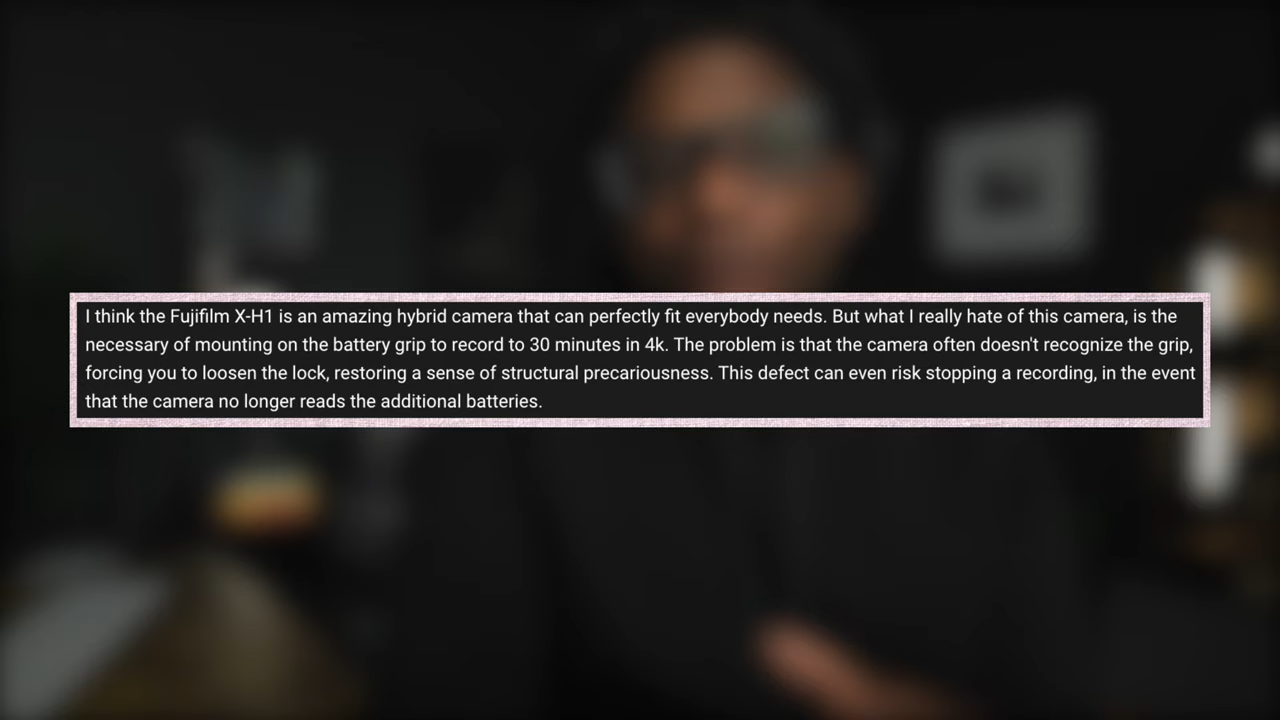 I think the Fujifilm X-H1 is an amazing hybrid camera that can perfectly fit everybody needs. But what I really hate of this camera, is the
necessary of mounting on the battery grip to record to 30 minutes in 4k. The problem is that the camera often doesn't recognize the grip,
forcing you to loosen the lock, restoring a sense of structural precariousness. This defect can even risk stopping a recording, in the event
that the camera no longer reads the additional batteries.